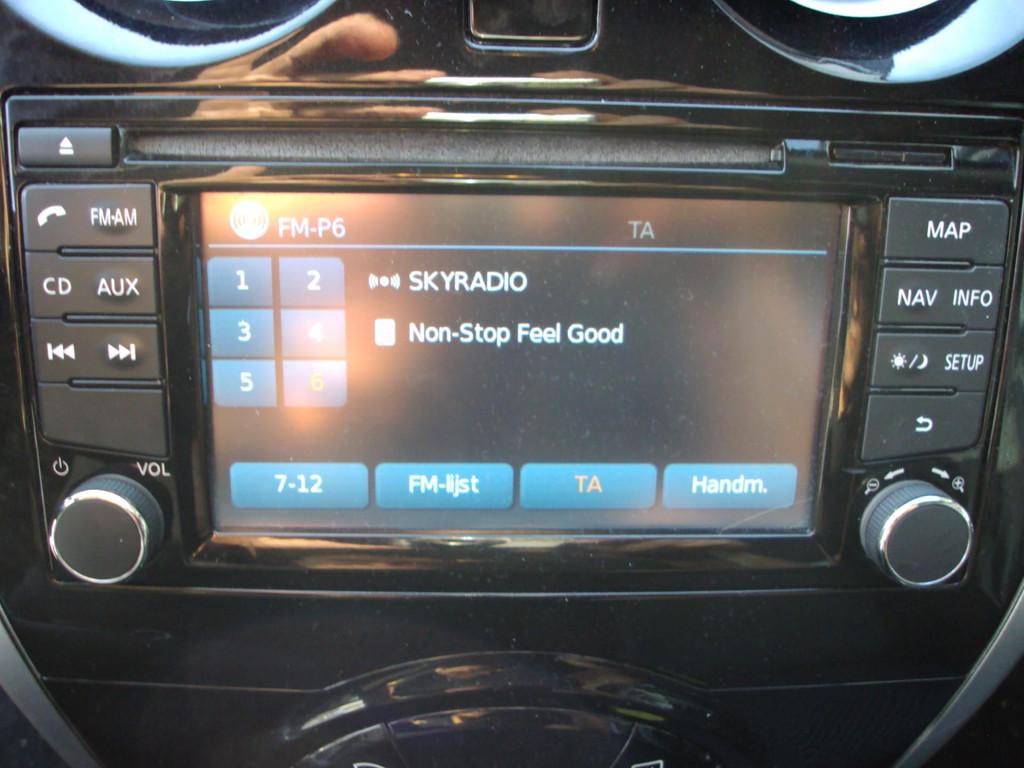 FM-P6 TA
FM·AM
MAP
1 2
SKYRADIO
CD AUX
NAV INFO
3 4
Non-Stop Feel Good
SETUP
5 6
7-12 FM-lijst TA Handm.
VOL